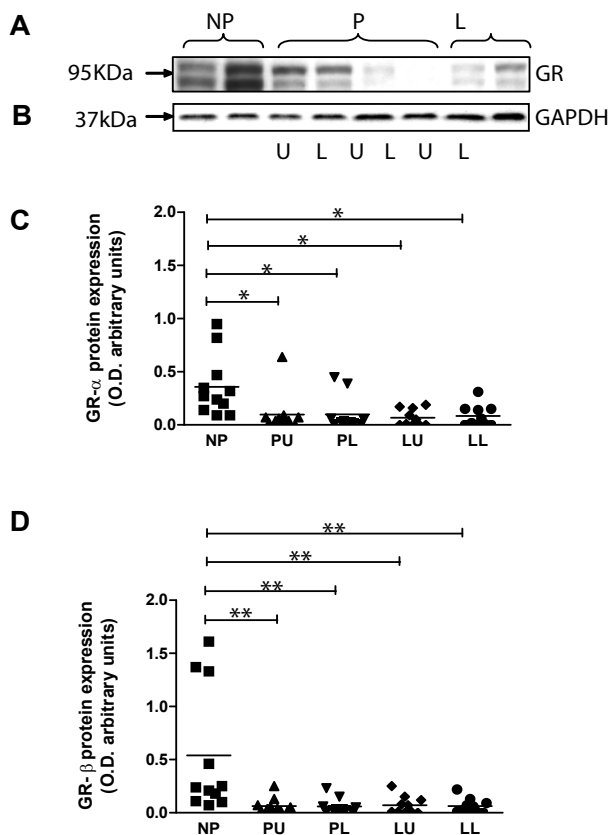 A NP P L
95KDa GR
B 37kDa GAPDH
U L U L U L
C
GR-α protein expression
(O.D. arbitrary units)
2.0
1.5
1.0
0.5
0.0
*
*
*
*
NP PU PL LU LL
D
GR- β protein expression
(O.D. arbitrary units)
2.0
1.5
1.0
0.5
0.0
**
**
**
**
NP PU PL LU LL